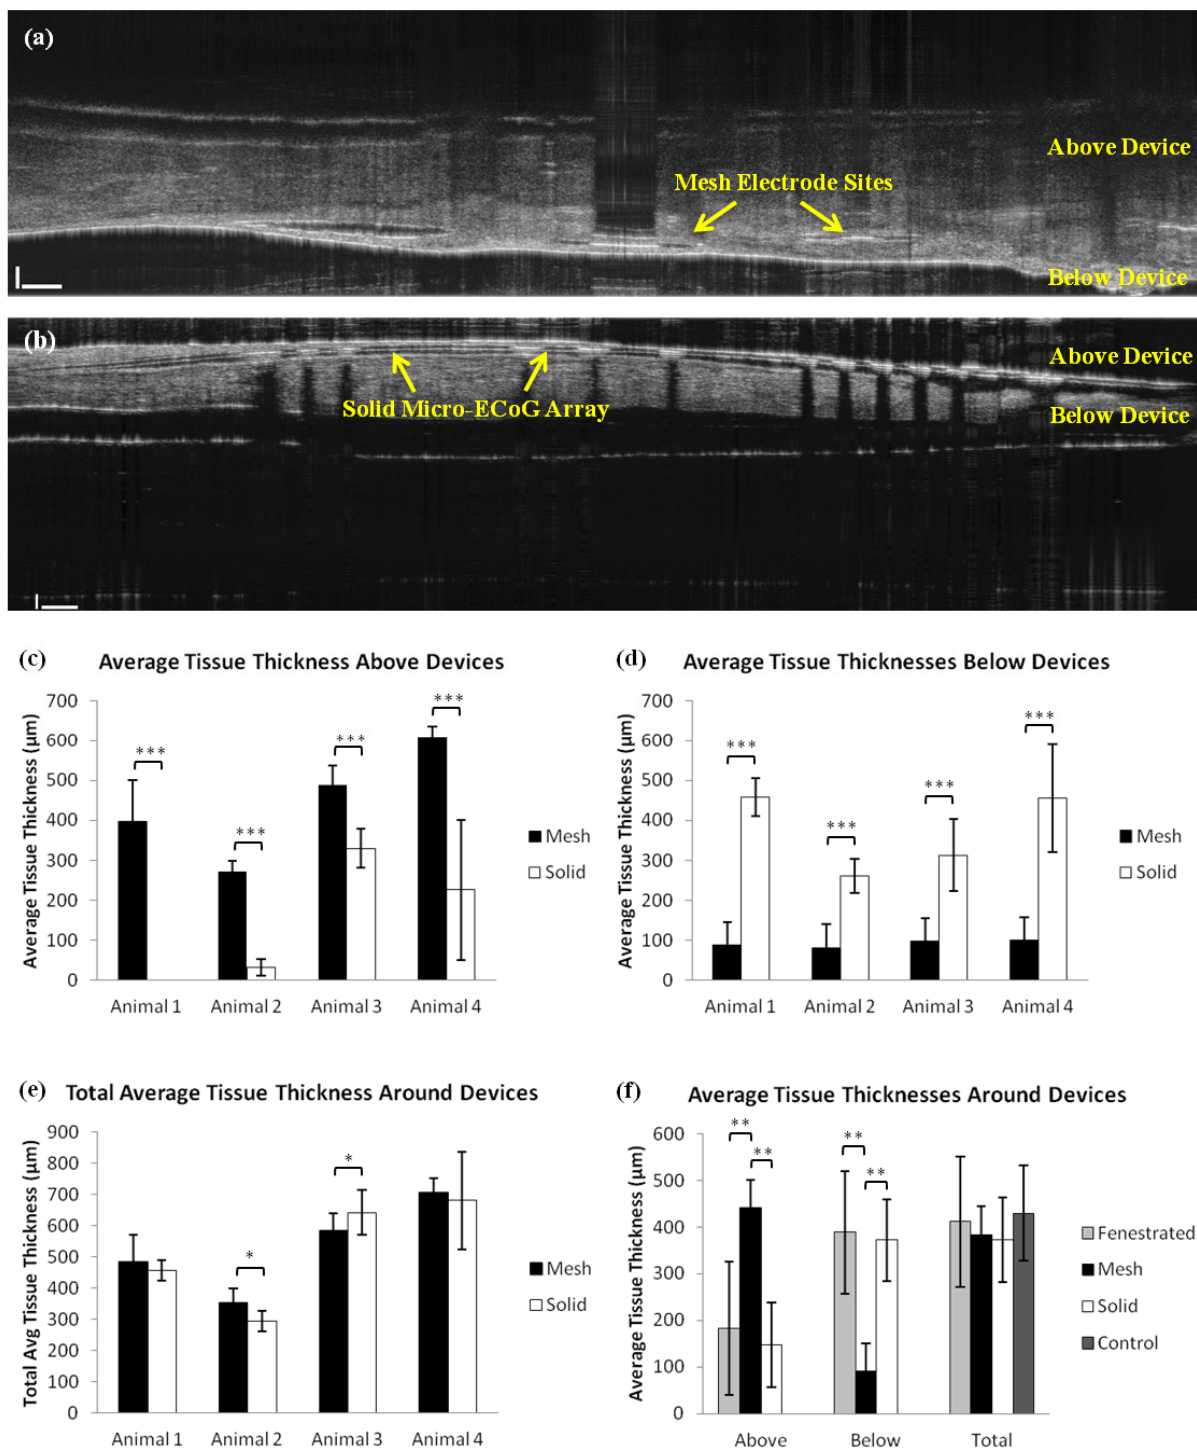 (a)
Above Device
Mesh Electrode Sites
Below Device
(b)
Above Device
Solid Micro-ECoG Array
Below Device
(c) Average Tissue Thickness Above Devices
Average Tissue Thickness (µm)
700
600
500
400
300
200
100
0
***
***
***
***
Mesh
Solid
Animal 1 Animal 2 Animal 3 Animal 4
(d) Average Tissue Thicknesses Below Devices
Average Tissue Thickness (µm)
700
600
500
400
300
200
100
0
***
***
***
***
Mesh
Solid
Animal 1 Animal 2 Animal 3 Animal 4
(e) Total Average Tissue Thickness Around Devices
Total Avg Tissue Thickness (µm)
900
800
700
600
500
400
300
200
100
0
*
*
Mesh
Solid
Animal 1 Animal 2 Animal 3 Animal 4
(f) Average Tissue Thicknesses Around Devices
Average Tissue Thickness (µm)
600
500
400
300
200
100
0
**
**
**
**
Fenestrated
Mesh
Solid
Control
Above Below Total